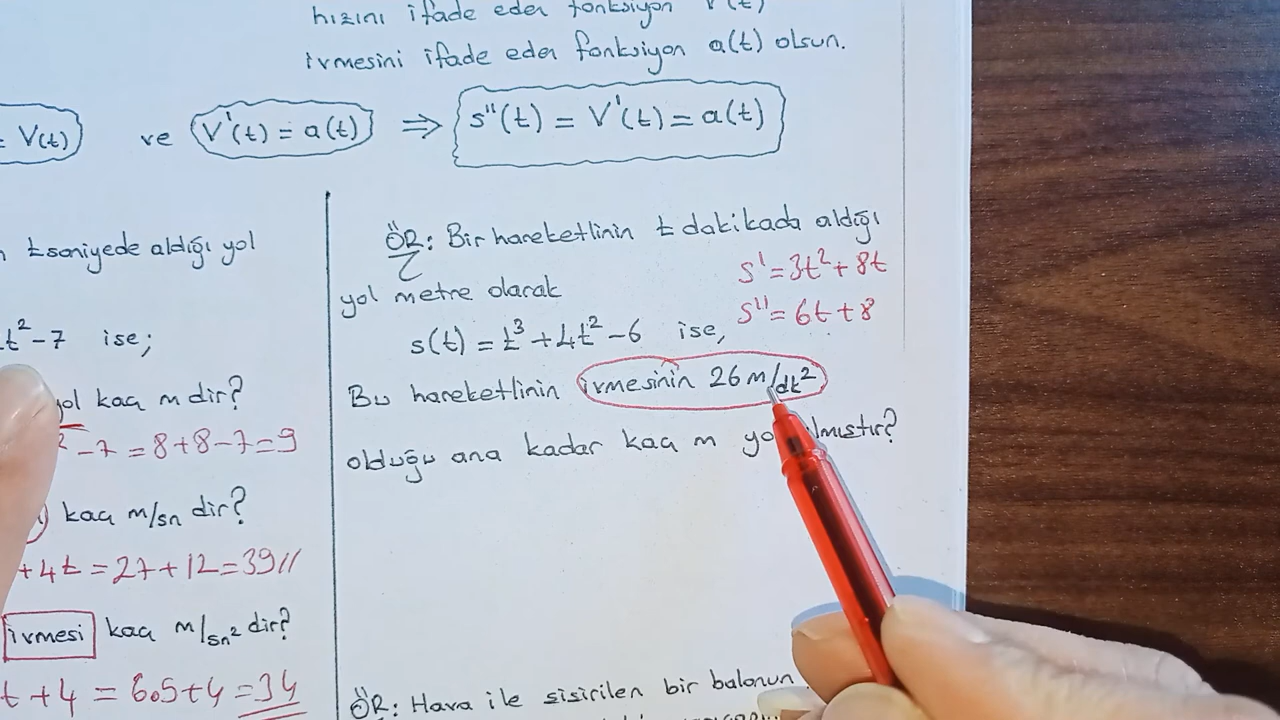 hızını ifade eden fonksiyon V(t)
ivmesini ifade eden fonksiyon a(t) olsun.
= V(t) ve V'(t) = a(t) ⇒ s''(t) = V'(t) = a(t)
t saniyede aldığı yol
t²-7 ise;
yol kaç m dir?
-7 = 8+8-7=9
kaç m/sn dir?
+4t = 27+12=39//
ivmesi kaç m/sn² dir?
t+4 = 6.5+4 = 34
ÖR: Bir hareketlinin t dakikada aldığı
yol metre olarak
s' = 3t²+8t
s'' = 6t+8
s(t) = t³+4t²-6 ise,
Bu hareketlinin ivmesinin 26 m/dk²
olduğu ana kadar kaç m
ÖR: Hava ile şişirilen bir balonun